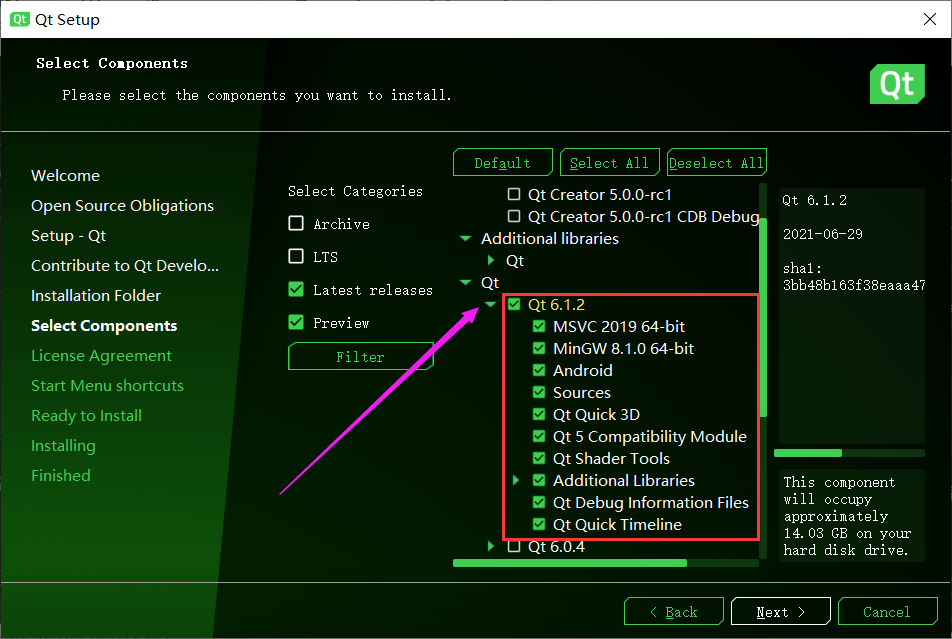 Qt Qt Setup
Select Components
Please select the components you want to install.
Qt
Welcome
Open Source Obligations
Setup - Qt
Contribute to Qt Develo...
Installation Folder
Select Components
License Agreement
Start Menu shortcuts
Ready to Install
Installing
Finished
Select Categories
Archive
LTS
Latest releases
Preview
Filter
Default Select All Deselect All
Qt Creator 5.0.0-rc1
Qt Creator 5.0.0-rc1 CDB Debug
Additional libraries
Qt
Qt
Qt 6.1.2
MSVC 2019 64-bit
MinGW 8.1.0 64-bit
Android
Sources
Qt Quick 3D
Qt 5 Compatibility Module
Qt Shader Tools
Additional Libraries
Qt Debug Information Files
Qt Quick Timeline
Qt 6.0.4
Qt 6.1.2
2021-06-29
sha1:
3bb48b163f38eaaa47
This component
will occupy
approximately
14.03 GB on your
hard disk drive.
< Back Next > Cancel